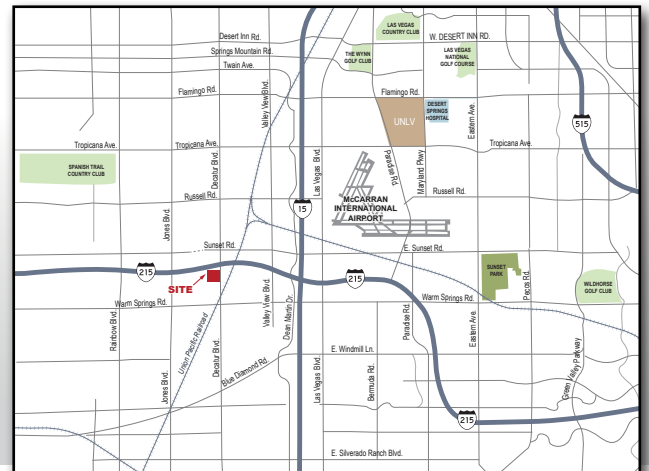 LAS VEGAS
COUNTRY CLUB
Desert Inn Rd.
W. DESERT INN RD.
Springs Mountain Rd.
THE WYNN
GOLF CLUB
LAS VEGAS
NATIONAL
GOLF COURSE
Twain Ave.
Flamingo Rd.
Flamingo Rd.
Valley View Blvd.
UNLV
DESERT
SPRINGS
HOSPITAL
Eastern Ave.
515
Tropicana Ave.
Tropicana Ave.
Tropicana Ave.
SPANISH TRAIL
COUNTRY CLUB
Decatur Blvd.
Las Vegas Blvd.
Paradise Rd.
Maryland Pkwy
Russell Rd.
Russell Rd.
McCARRAN
INTERNATIONAL
AIRPORT
15
Jones Blvd.
Sunset Rd.
E. Sunset Rd.
215
SITE
215
SUNSET
PARK
Pecos Rd.
WILDHORSE
GOLF CLUB
Warm Springs Rd.
Warm Springs Rd.
Rainbow Blvd.
Union Pacific Railroad
Decatur Blvd.
Valley View Blvd.
Dean Martin Dr.
Paradise Rd.
Eastern Ave.
E. Windmill Ln.
Blue Diamond Rd.
Jones Blvd.
Las Vegas Blvd.
Bermuda Rd.
Green Valley Parkway
215
E. Silverado Ranch Blvd.